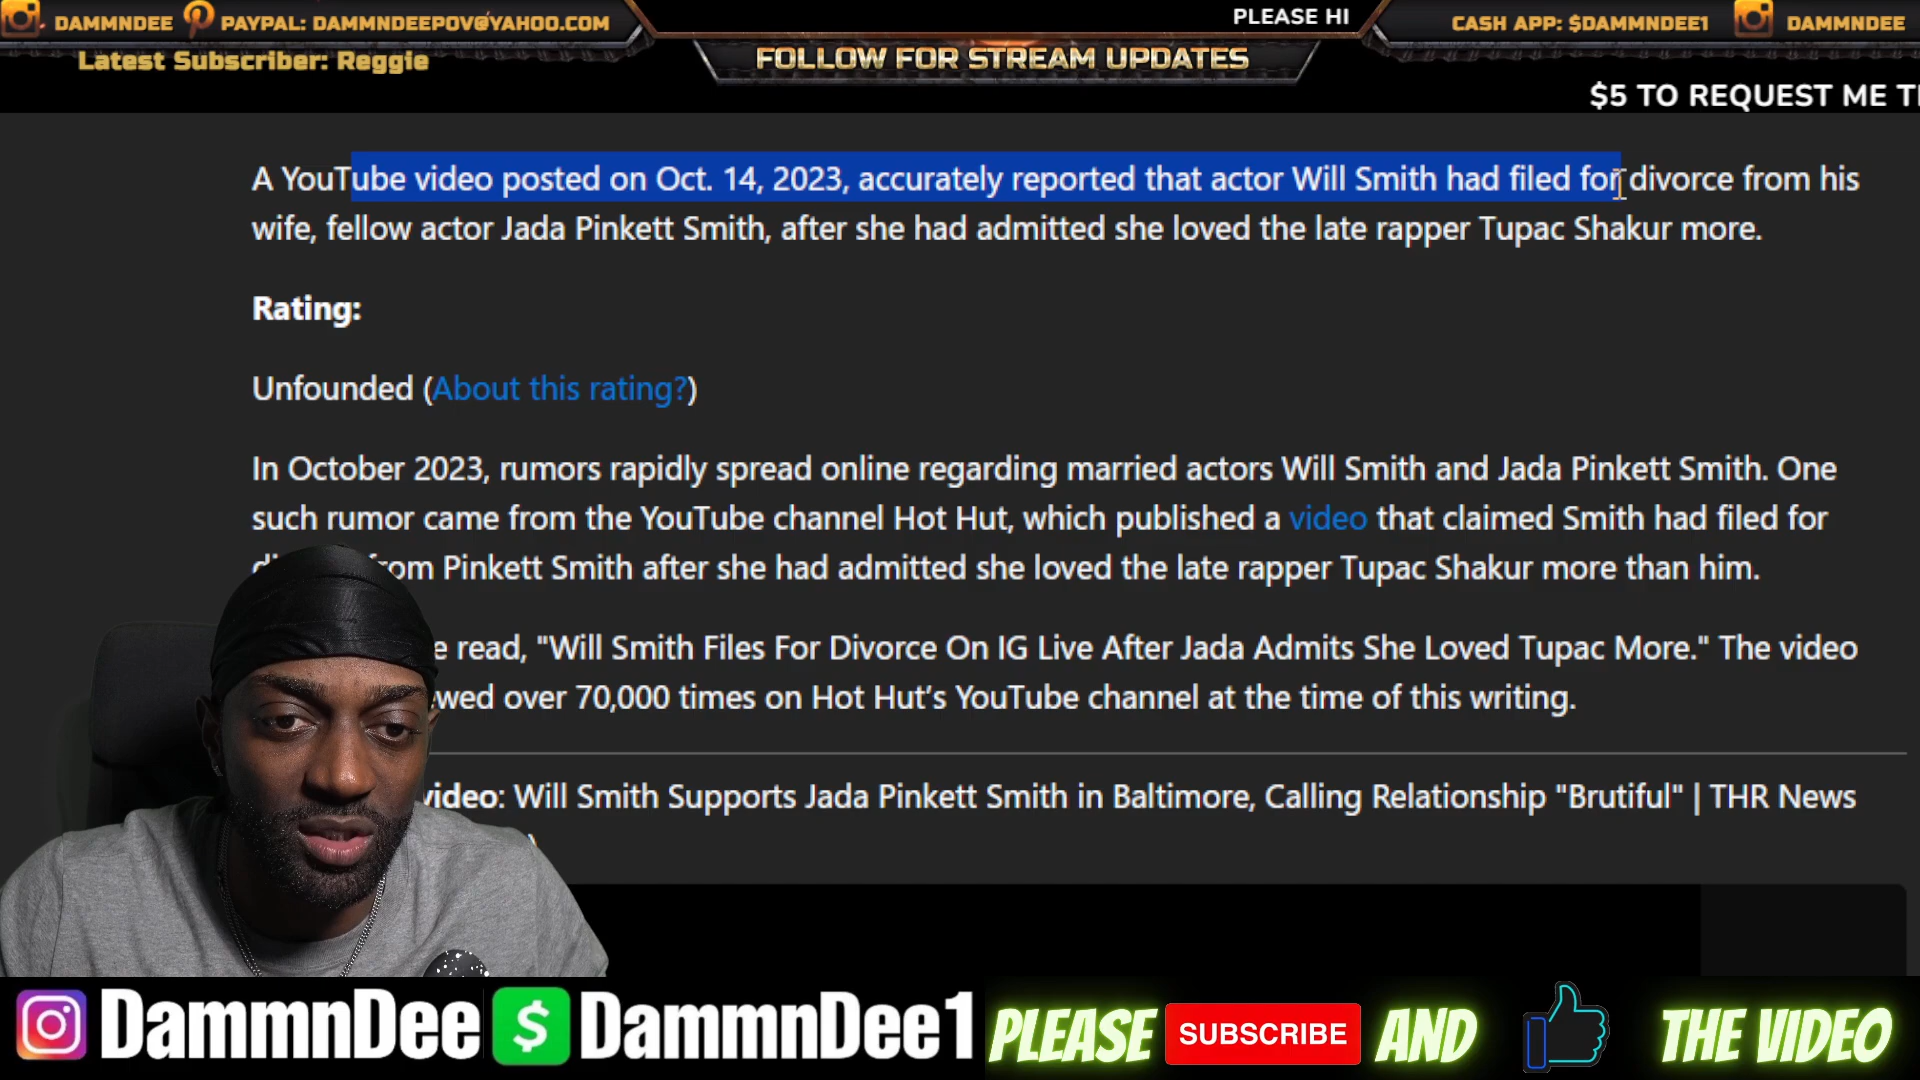 DAMMNDEE PAYPAL: DAMMNDEEPOV@YAHOO.COM
PLEASE HI
CASH APP: $DAMMNDEE1 DAMMNDEE
Latest Subscriber: Reggie
FOLLOW FOR STREAM UPDATES
$5 TO REQUEST ME
A YouTube video posted on Oct. 14, 2023, accurately reported that actor Will Smith had filed for divorce from his
wife, fellow actor Jada Pinkett Smith, after she had admitted she loved the late rapper Tupac Shakur more.
Rating:
Unfounded (About this rating?)
In October 2023, rumors rapidly spread online regarding married actors Will Smith and Jada Pinkett Smith. One
such rumor came from the YouTube channel Hot Hut, which published a video that claimed Smith had filed for
from Pinkett Smith after she had admitted she loved the late rapper Tupac Shakur more than him.
read, "Will Smith Files For Divorce On IG Live After Jada Admits She Loved Tupac More." The video
over 70,000 times on Hot Hut’s YouTube channel at the time of this writing.
video: Will Smith Supports Jada Pinkett Smith in Baltimore, Calling Relationship "Brutiful" | THR News
DammnDee $ DammnDee1 PLEASE SUBSCRIBE AND THE VIDEO